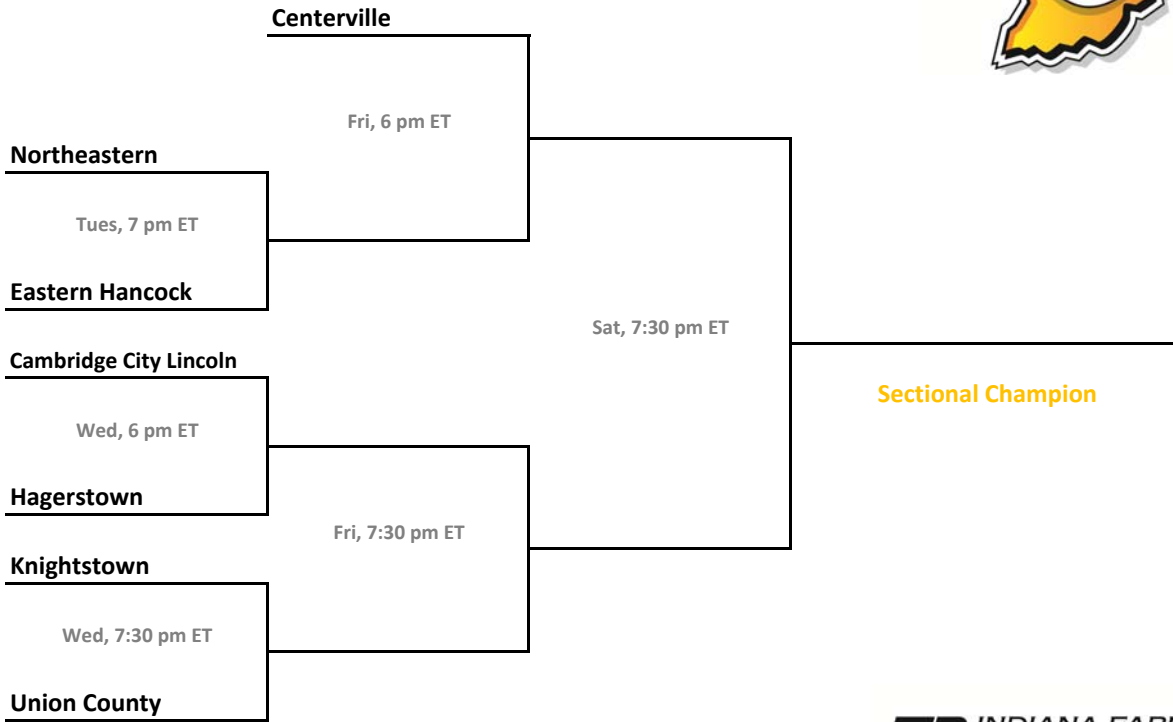 Centerville
Fri, 6 pm ET
Northeastern
Tues, 7 pm ET
Eastern Hancock
Sat, 7:30 pm ET
Cambridge City Lincoln
Sectional Champion
Wed, 6 pm ET
Hagerstown
Fri, 7:30 pm ET
Knightstown
Wed, 7:30 pm ET
Union County
INDIANA